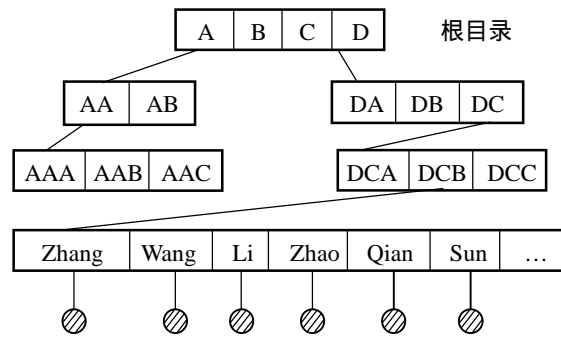 A B C D 根目录
AA AB DA DB DC
AAA AAB AAC DCA DCB DCC
Zhang Wang Li Zhao Qian Sun …